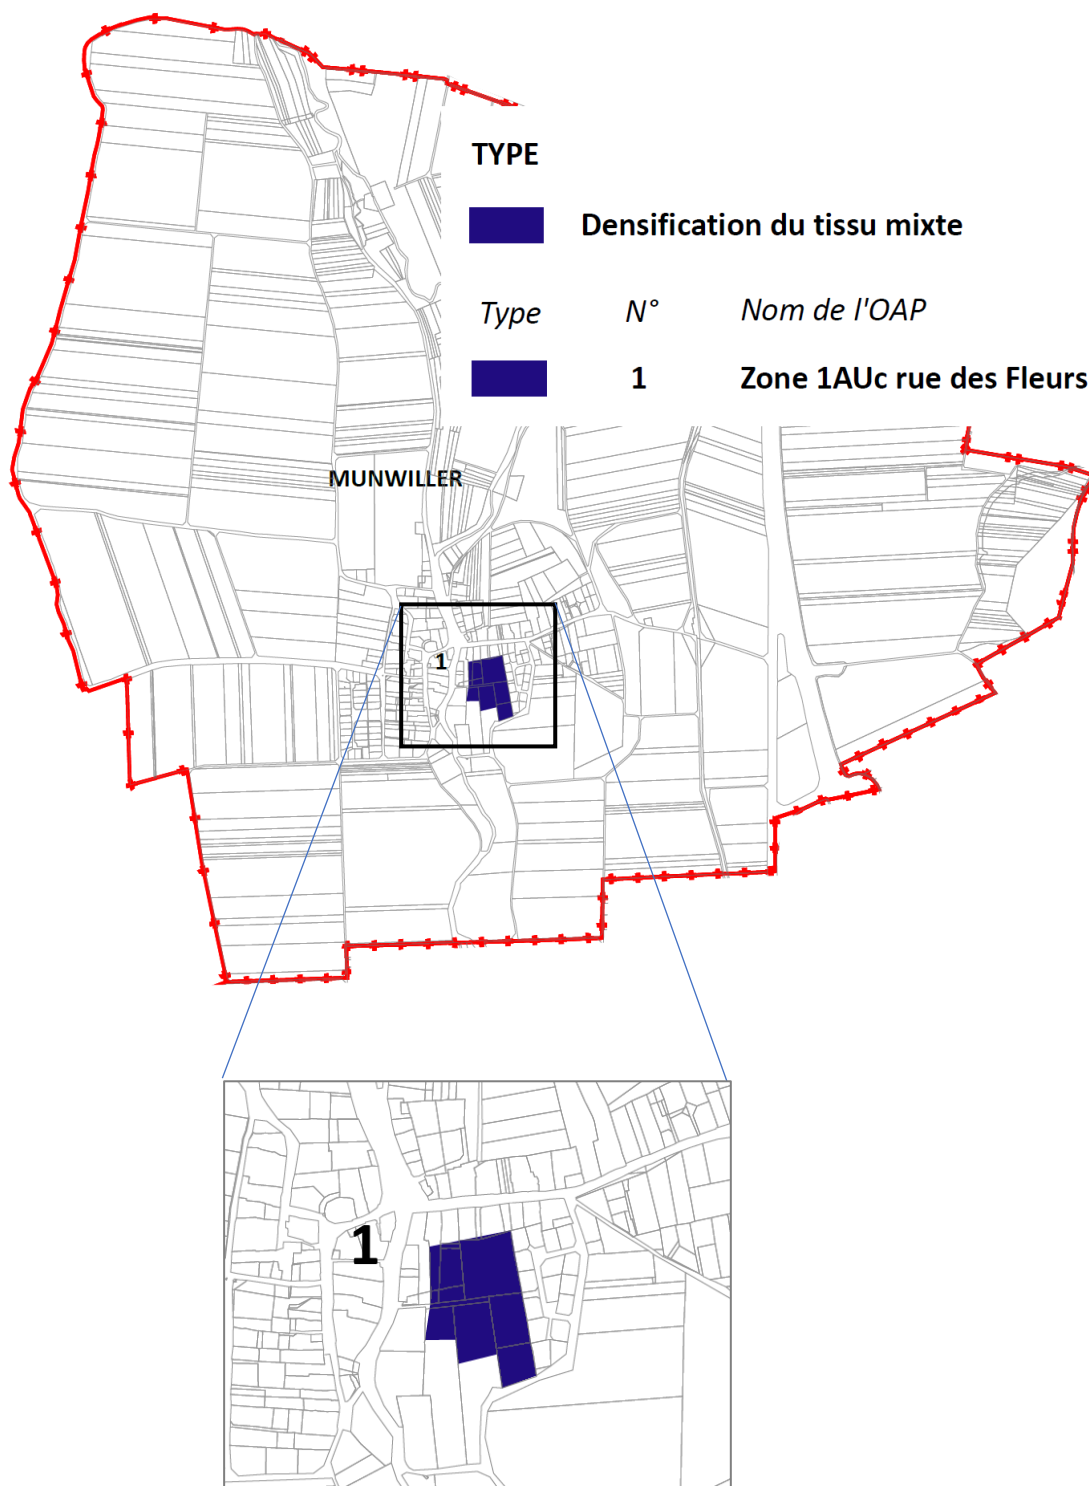 TYPE
Densification du tissu mixte
Type N° Nom de l'OAP
1 Zone 1AUc rue des Fleurs
MUNWILLER
1
1